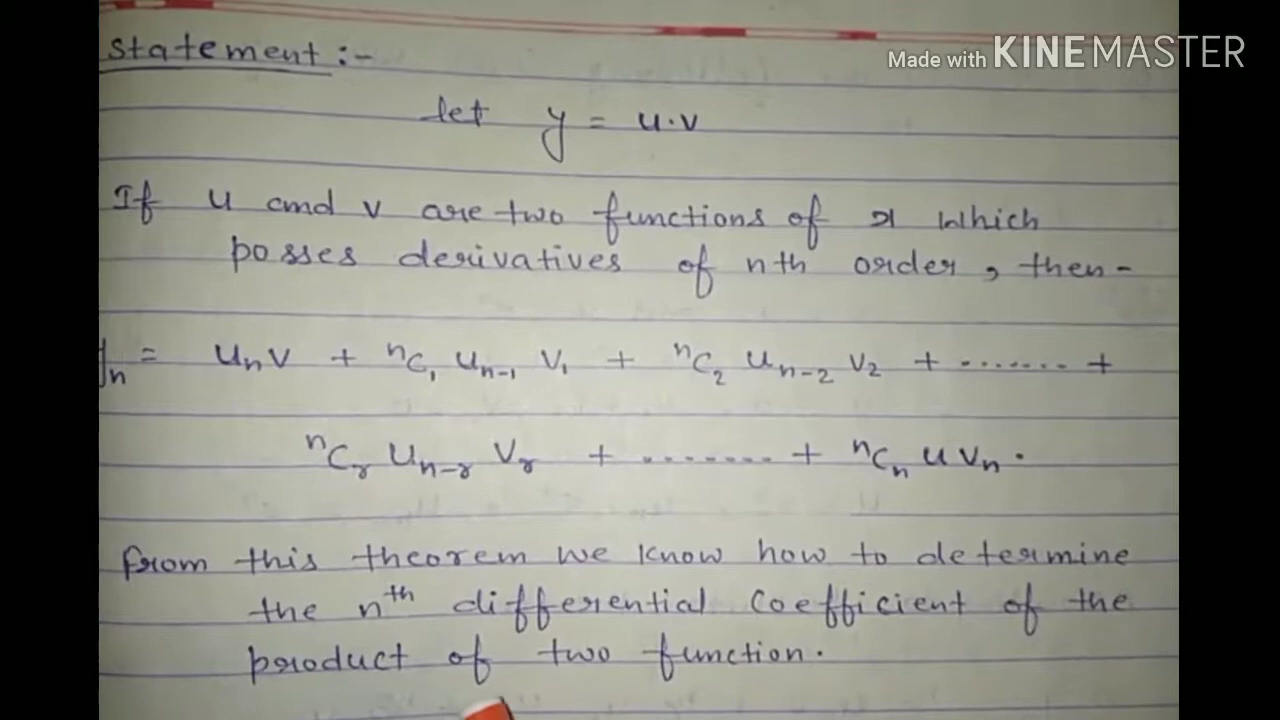 Made with KINEMASTER
Statement :-
let y = u.v
If u and v are two functions of x which
posses derivatives of nth order, then -
yₙ = uₙv + ⁿC₁ uₙ₋₁ v₁ + ⁿC₂ uₙ₋₂ v₂ + ....... +
ⁿCᵣ uₙ₋ᵣ vᵣ + ........ + ⁿCₙ u vₙ .
from this theorem we know how to determine
the nᵗʰ differential coefficient of the
product of two function.